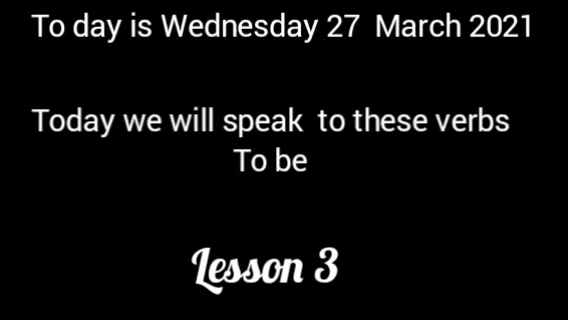 To day is Wednesday 27 March 2021
Today we will speak to these verbs
To be
Lesson 3